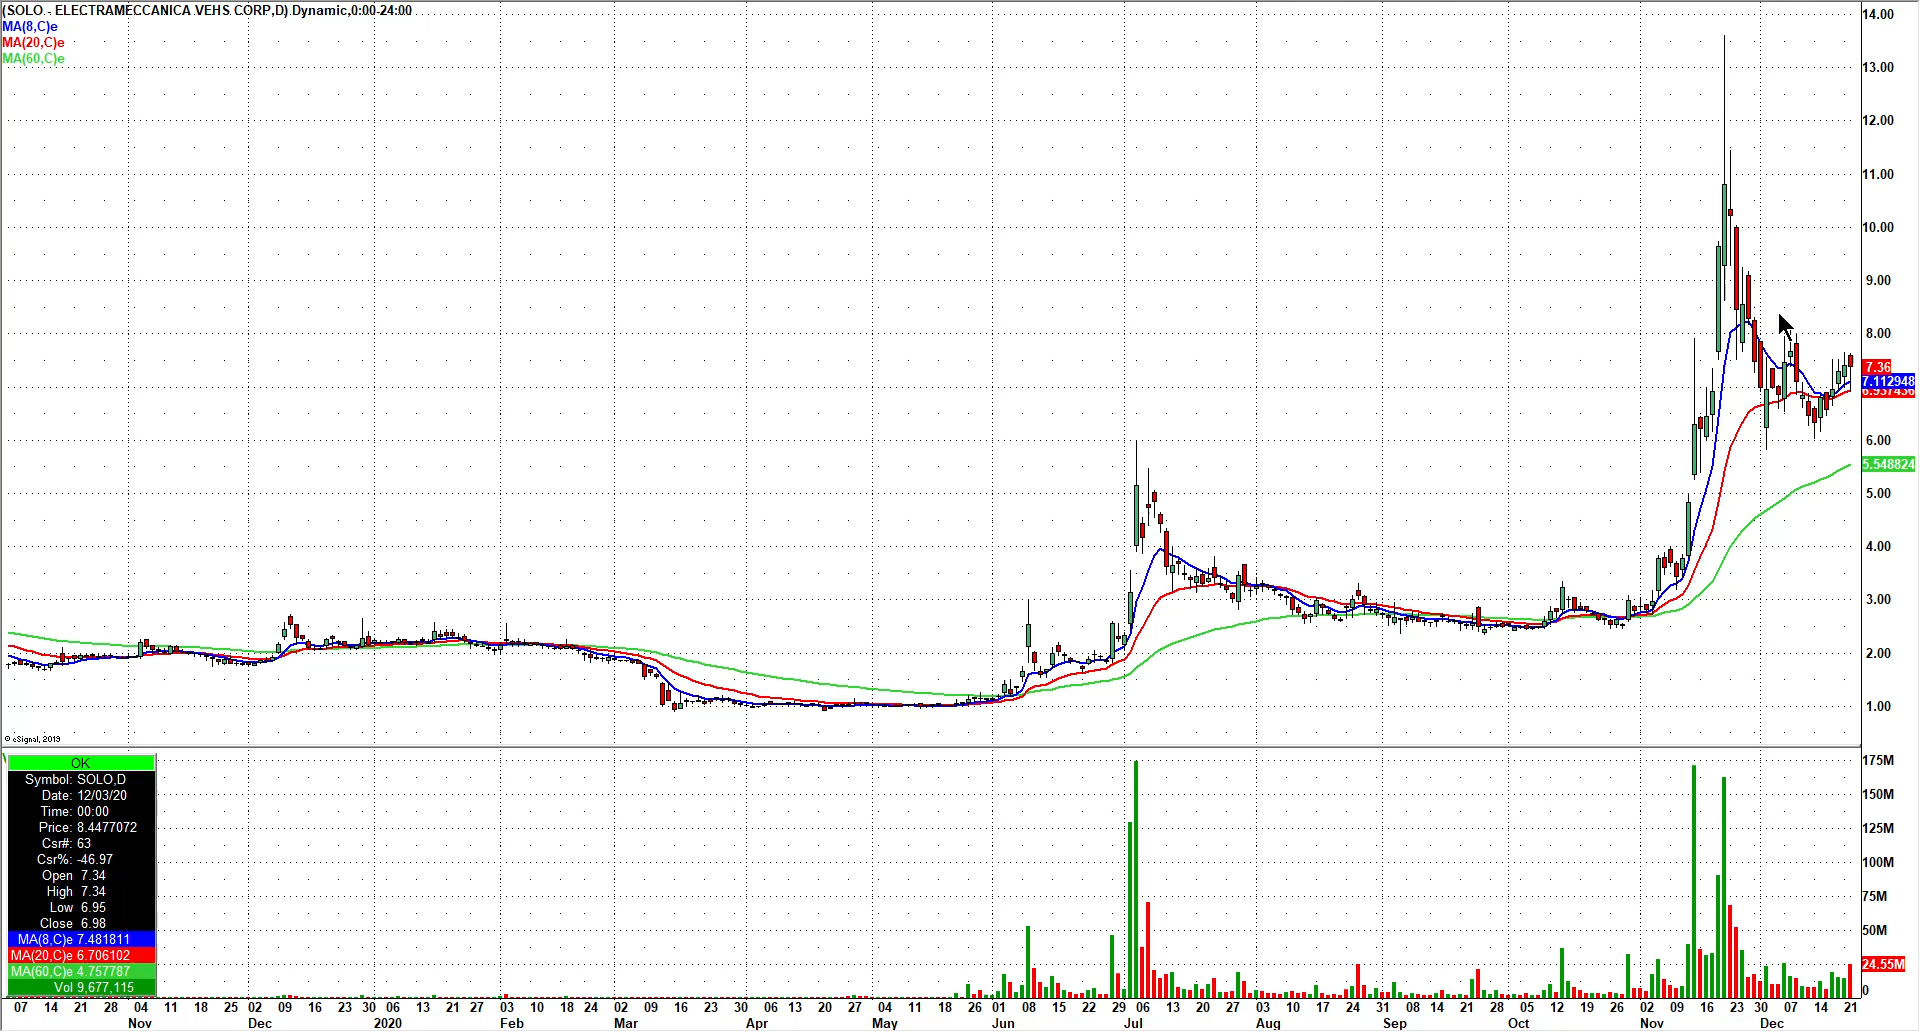 (SOLO - ELECTRAMECCANICA VEHS CORP,D) Dynamic,0:00-24:00
MA(8,C)e
MA(20,C)e
MA(60,C)e
14.00
13.00
12.00
11.00
10.00
9.00
8.00
7.36
7.112948
6.937436
6.00
5.548824
5.00
4.00
3.00
2.00
1.00
© eSignal, 2019
175M
150M
125M
100M
75M
50M
24.55M
0
OK
Symbol: SOLO,D
Date: 12/03/20
Time: 00:00
Price: 8.4477072
Csr#: 63
Csr%: -46.97
Open 7.34
High 7.34
Low 6.95
Close 6.98
MA(8,C)e 7.481811
MA(20,C)e 6.706102
MA(60,C)e 4.757787
Vol 9,677,115
07 14 21 28 04 11 18 25 02 09 16 23 30 06 13 21 27 03 10 18 24 02 09 16 23 30 06 13 20 27 04 11 18 26 01 08 15 22 29 06 13 20 27 03 10 17 24 31 08 14 21 28 05 12 19 26 02 09 16 23 30 07 14 21
Nov Dec 2020 Feb Mar Apr May Jun Jul Aug Sep Oct Nov Dec